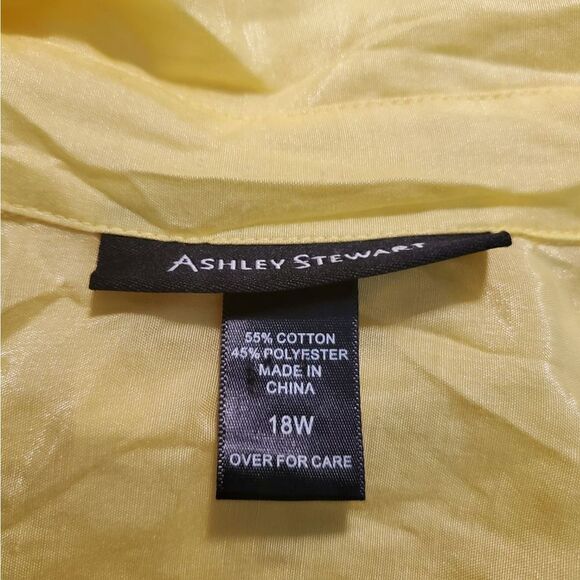 ASHLEY STEWART
55% COTTON
45% POLYESTER
MADE IN
CHINA
18W
OVER FOR CARE